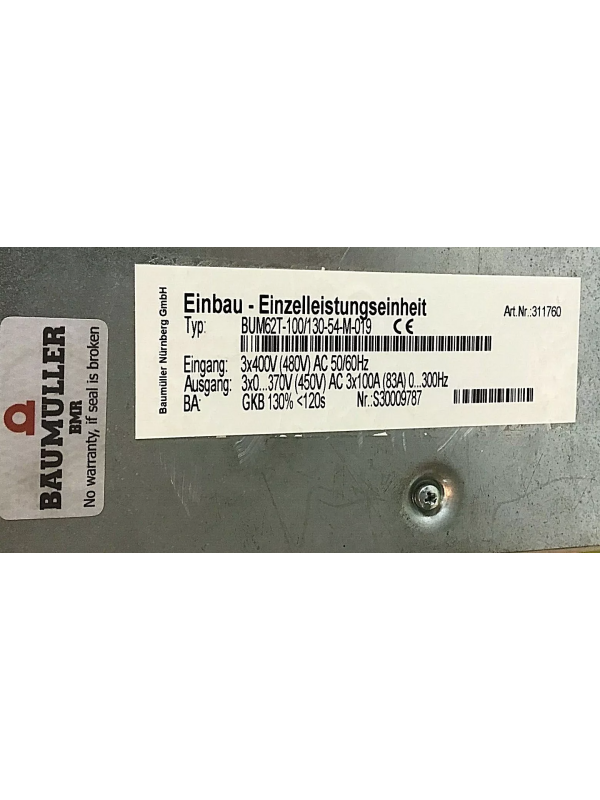 Einbau - Einzelleistungseinheit
Art.Nr.:311760
Typ: BUM62T-100/130-54-M-019 CE
Eingang: 3x400V (480V) AC 50/60Hz
Ausgang: 3x0...370V (450V) AC 3x100A (83A) 0...300Hz
BA: GKB 130% <120s Nr.:S30009787
Baumüller Nürnberg GmbH
BAUMÜLLER
BMR
No warranty, if seal is broken